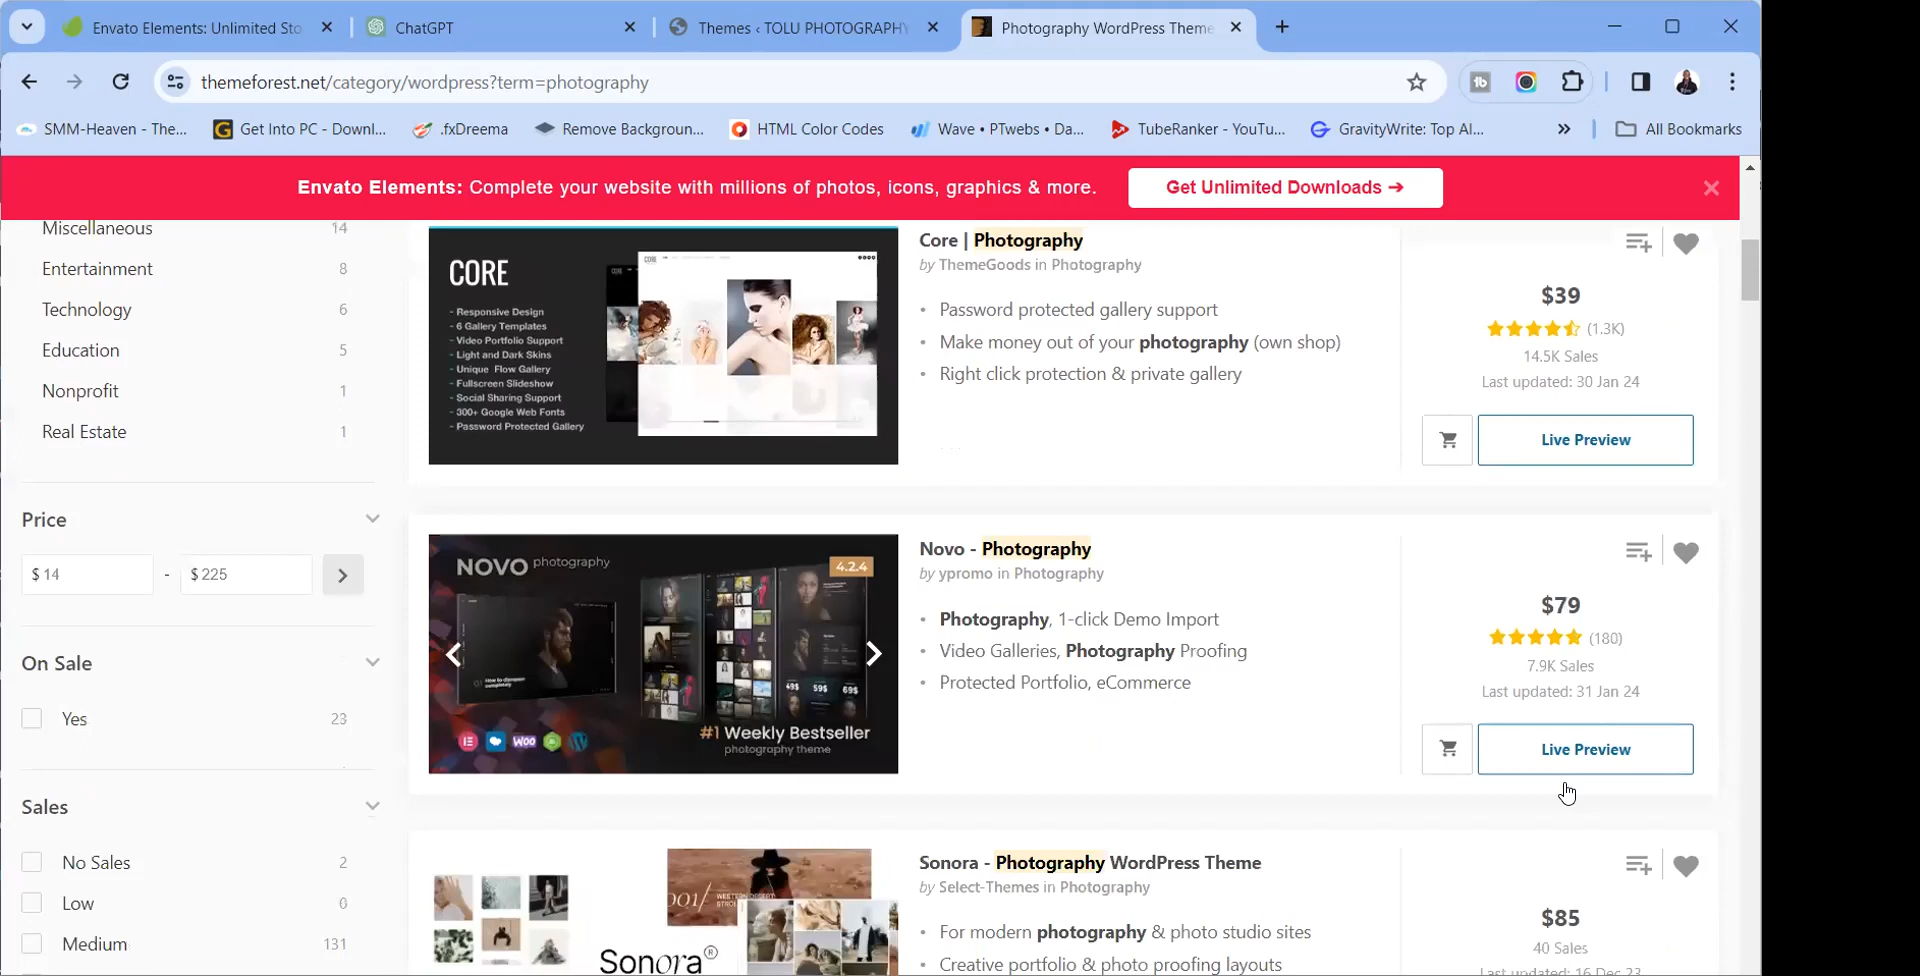 Envato Elements: Unlimited Sto
ChatGPT
Themes ‹ TOLU PHOTOGRAPHY
Photography WordPress Theme
themeforest.net/category/wordpress?term=photography
SMM-Heaven - The...
Get Into PC - Downl...
.fxDreema
Remove Backgroun...
HTML Color Codes
Wave • PTwebs • Da...
TubeRanker - YouTu...
GravityWrite: Top AI...
»
All Bookmarks
Envato Elements: Complete your website with millions of photos, icons, graphics & more.
Get Unlimited Downloads →
Miscellaneous 14
Entertainment 8
Technology 6
Education 5
Nonprofit 1
Real Estate 1
Price
$ 14 - $ 225
On Sale
Yes 23
Sales
No Sales 2
Low 0
Medium 131
CORE
- Responsive Design
- 6 Gallery Templates
- Video Portfolio Support
- Light and Dark Skins
- Unique Flow Gallery
- Fullscreen Slideshow
- Social Sharing Support
- 300+ Google Web Fonts
- Password Protected Gallery
CORE
Core | Photography
by ThemeGoods in Photography
• Password protected gallery support
• Make money out of your photography (own shop)
• Right click protection & private gallery
$39
(1.3K)
14.5K Sales
Last updated: 30 Jan 24
Live Preview
NOVO photography
4.2.4
49$ 59$ 69$
WOO
#1 Weekly Bestseller
photography theme
Novo - Photography
by ypromo in Photography
• Photography, 1-click Demo Import
• Video Galleries, Photography Proofing
• Protected Portfolio, eCommerce
$79
(180)
7.9K Sales
Last updated: 31 Jan 24
Live Preview
Sonora®
Sonora - Photography WordPress Theme
by Select-Themes in Photography
• For modern photography & photo studio sites
• Creative portfolio & photo proofing layouts
$85
40 Sales
Last updated: 16 Dec 23